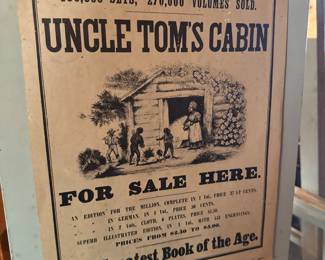 SETS, 270,000 VOLUMES SOLD.
UNCLE TOM'S CABIN
FOR SALE HERE.
AN EDITION FOR THE MILLION, COMPLETE IN 1 Vol., PRICE 37 1-2 CENTS.
" " IN GERMAN, IN 1 Vol., PRICE 50 CENTS.
" " IN 2 Vols., CLOTH, 6 PLATES, PRICE $1.50.
SUPERB ILLUSTRATED EDITION, IN 1 Vol., WITH 153 ENGRAVINGS,
PRICES FROM $2.50 TO $5.00.
Book of the Age.